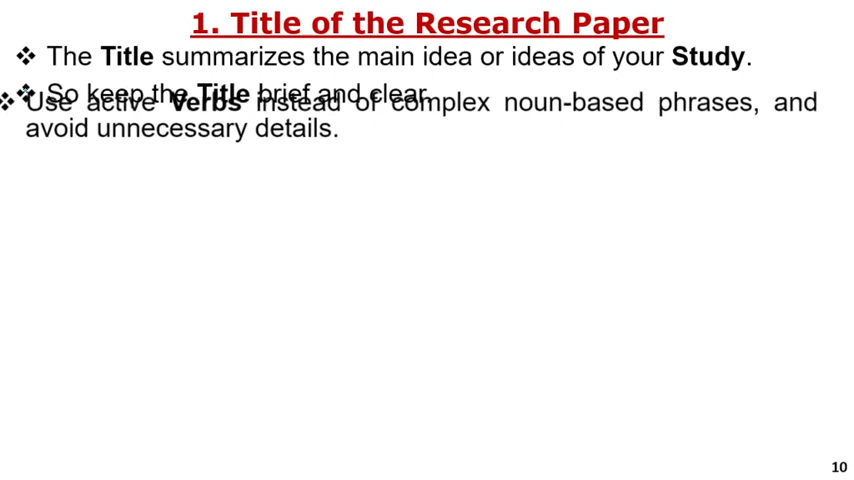 1. Title of the Research Paper
❖ The Title summarizes the main idea or ideas of your Study.
❖ So keep the Title brief and clear.
❖ Use active Verbs instead of complex noun-based phrases, and
avoid unnecessary details.
10